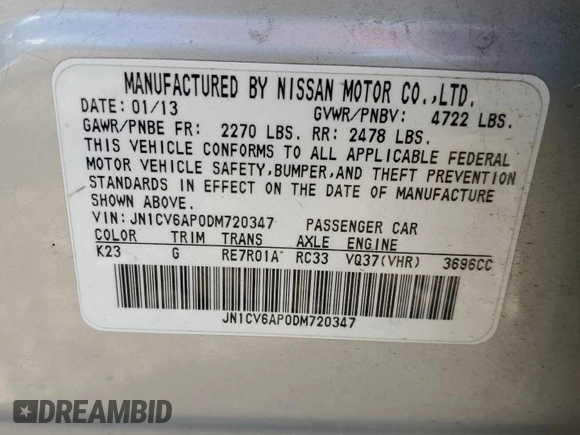 MANUFACTURED BY NISSAN MOTOR CO.,LTD.
DATE: 01/13 GVWR/PNBV: 4722 LBS.
GAWR/PNBE FR: 2270 LBS. RR: 2478 LBS.
THIS VEHICLE CONFORMS TO ALL APPLICABLE FEDERAL
MOTOR VEHICLE SAFETY,BUMPER,AND THEFT PREVENTION
STANDARDS IN EFFECT ON THE DATE OF MANUFACTURE
SHOWN ABOVE.
VIN: JN1CV6AP0DM720347 PASSENGER CAR
COLOR TRIM TRANS AXLE ENGINE
K23 G RE7R01A RC33 VQ37(VHR) 3696CC
JN1CV6AP0DM720347
DREAMBID